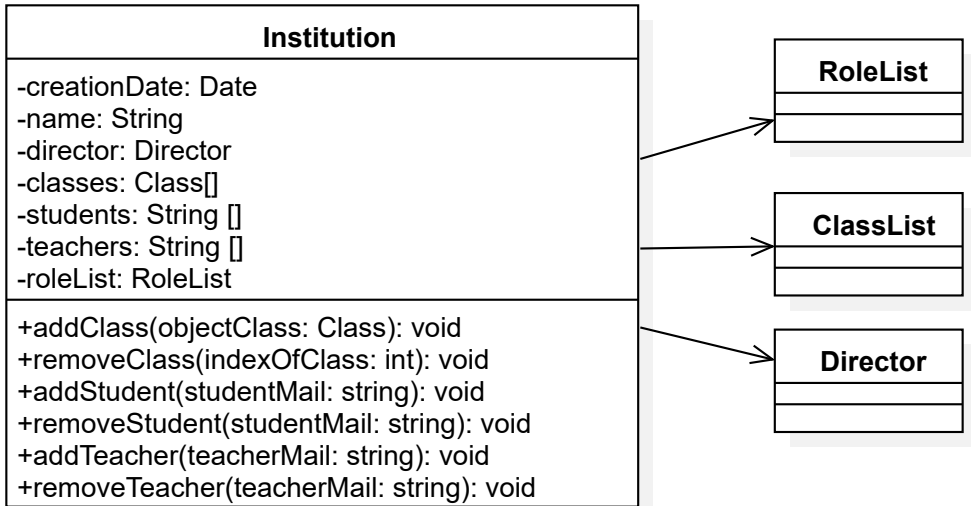 Institution
-creationDate: Date
-name: String
-director: Director
-classes: Class[]
-students: String []
-teachers: String []
-roleList: RoleList
+addClass(objectClass: Class): void
+removeClass(indexOfClass: int): void
+addStudent(studentMail: string): void
+removeStudent(studentMail: string): void
+addTeacher(teacherMail: string): void
+removeTeacher(teacherMail: string): void
RoleList
ClassList
Director